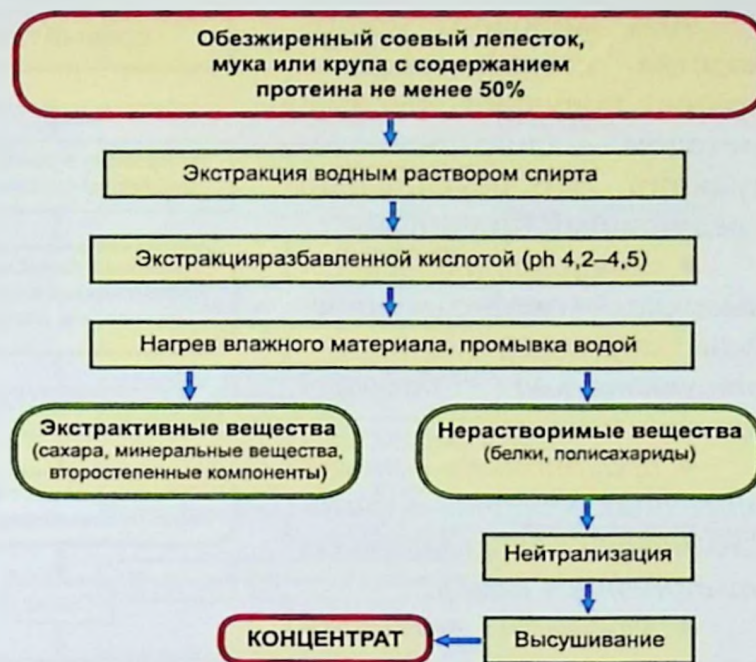 Обезжиренный соевый лепесток,
мука или крупа с содержанием
протеина не менее 50%
Экстракция водным раствором спирта
Экстракцияразбавленной кислотой (ph 4,2–4,5)
Нагрев влажного материала, промывка водой
Экстрактивные вещества
(сахара, минеральные вещества,
второстепенные компоненты)
Нерастворимые вещества
(белки, полисахариды)
Нейтрализация
Высушивание
КОНЦЕНТРАТ